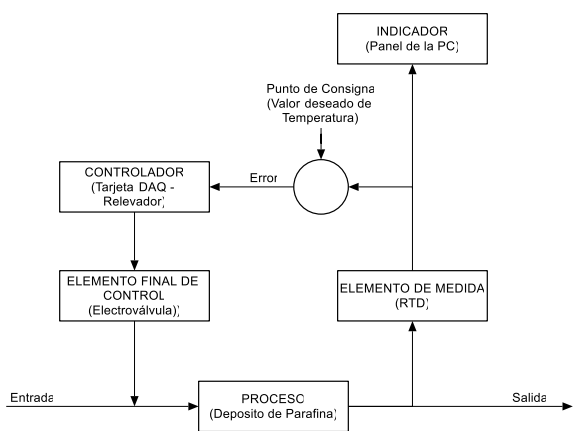 INDICADOR
(Panel de la PC)
Punto de Consigna
(Valor deseado de
Temperatura)
CONTROLADOR
(Tarjeta DAQ -
Relevador)
Error
ELEMENTO FINAL DE
CONTROL
(Electroválvula)
ELEMENTO DE MEDIDA
(RTD)
Entrada
PROCESO
(Deposito de Parafina)
Salida